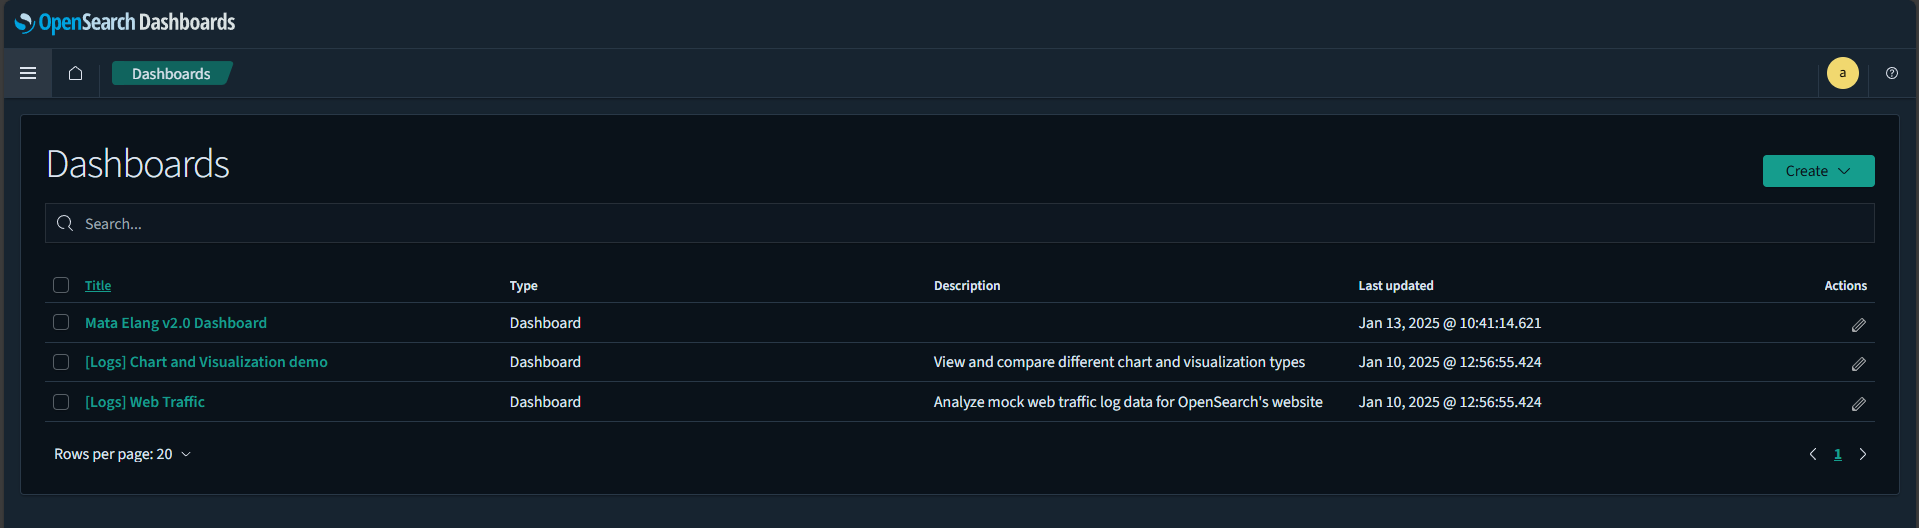 OpenSearch Dashboards
Dashboards
a
Dashboards
Create
Search...
Title Type Description Last updated Actions
Mata Elang v2.0 Dashboard Dashboard Jan 13, 2025 @ 10:41:14.621
[Logs] Chart and Visualization demo Dashboard View and compare different chart and visualization types Jan 10, 2025 @ 12:56:55.424
[Logs] Web Traffic Dashboard Analyze mock web traffic log data for OpenSearch's website Jan 10, 2025 @ 12:56:55.424
Rows per page: 20
1